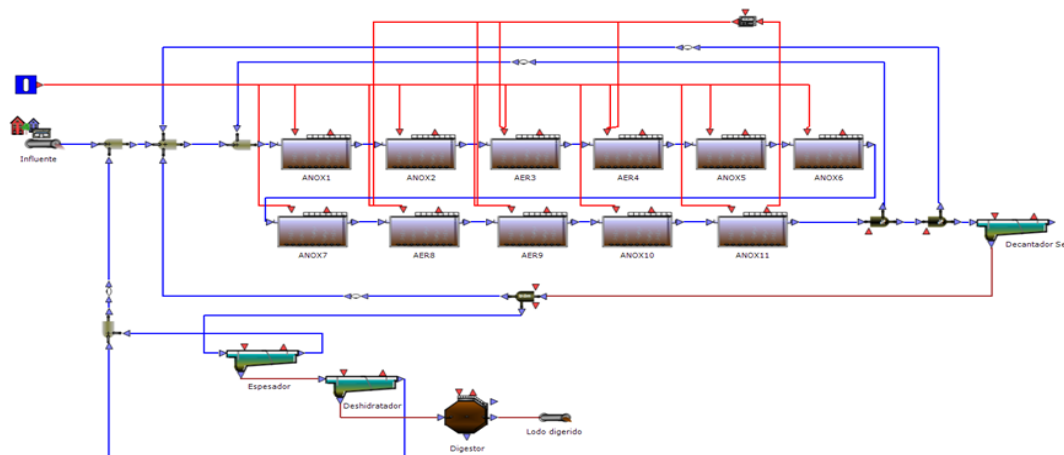 Influente
ANOX1
ANOX2
AER3
AER4
ANOX5
ANOX6
ANOX7
AER8
AER9
ANOX10
ANOX11
Decantador Se
Espesador
Deshidratador
Digestor
Lodo digerido